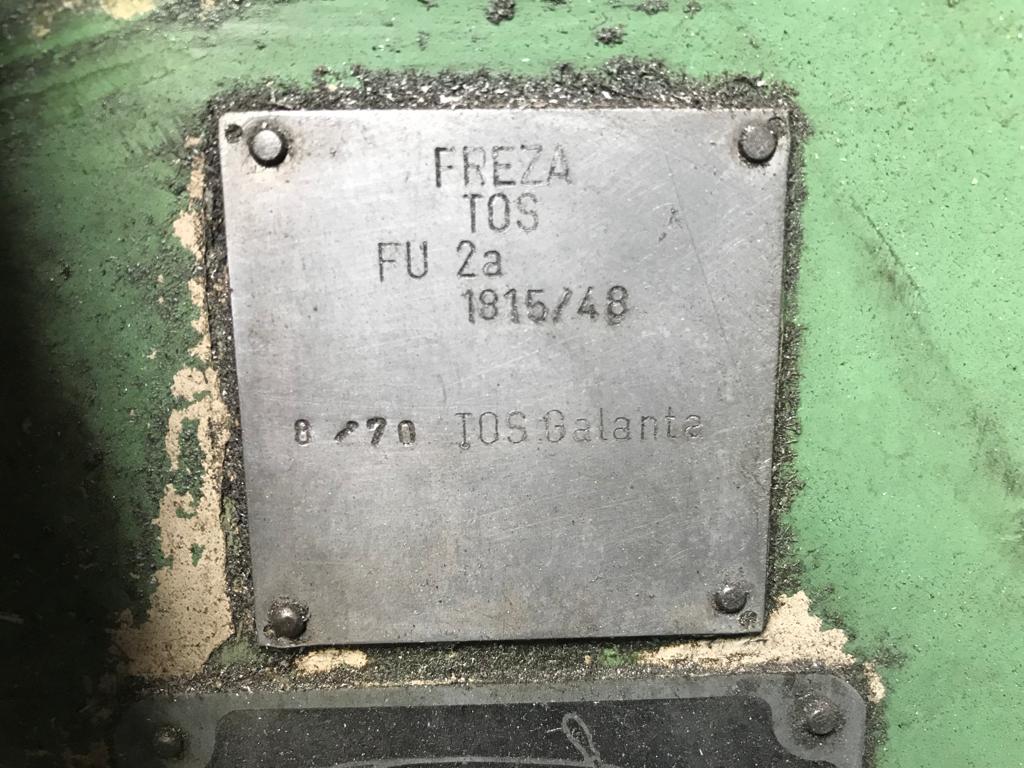 FREZA
TOS
FU 2a
1815/48
8/70 TOS Galanta